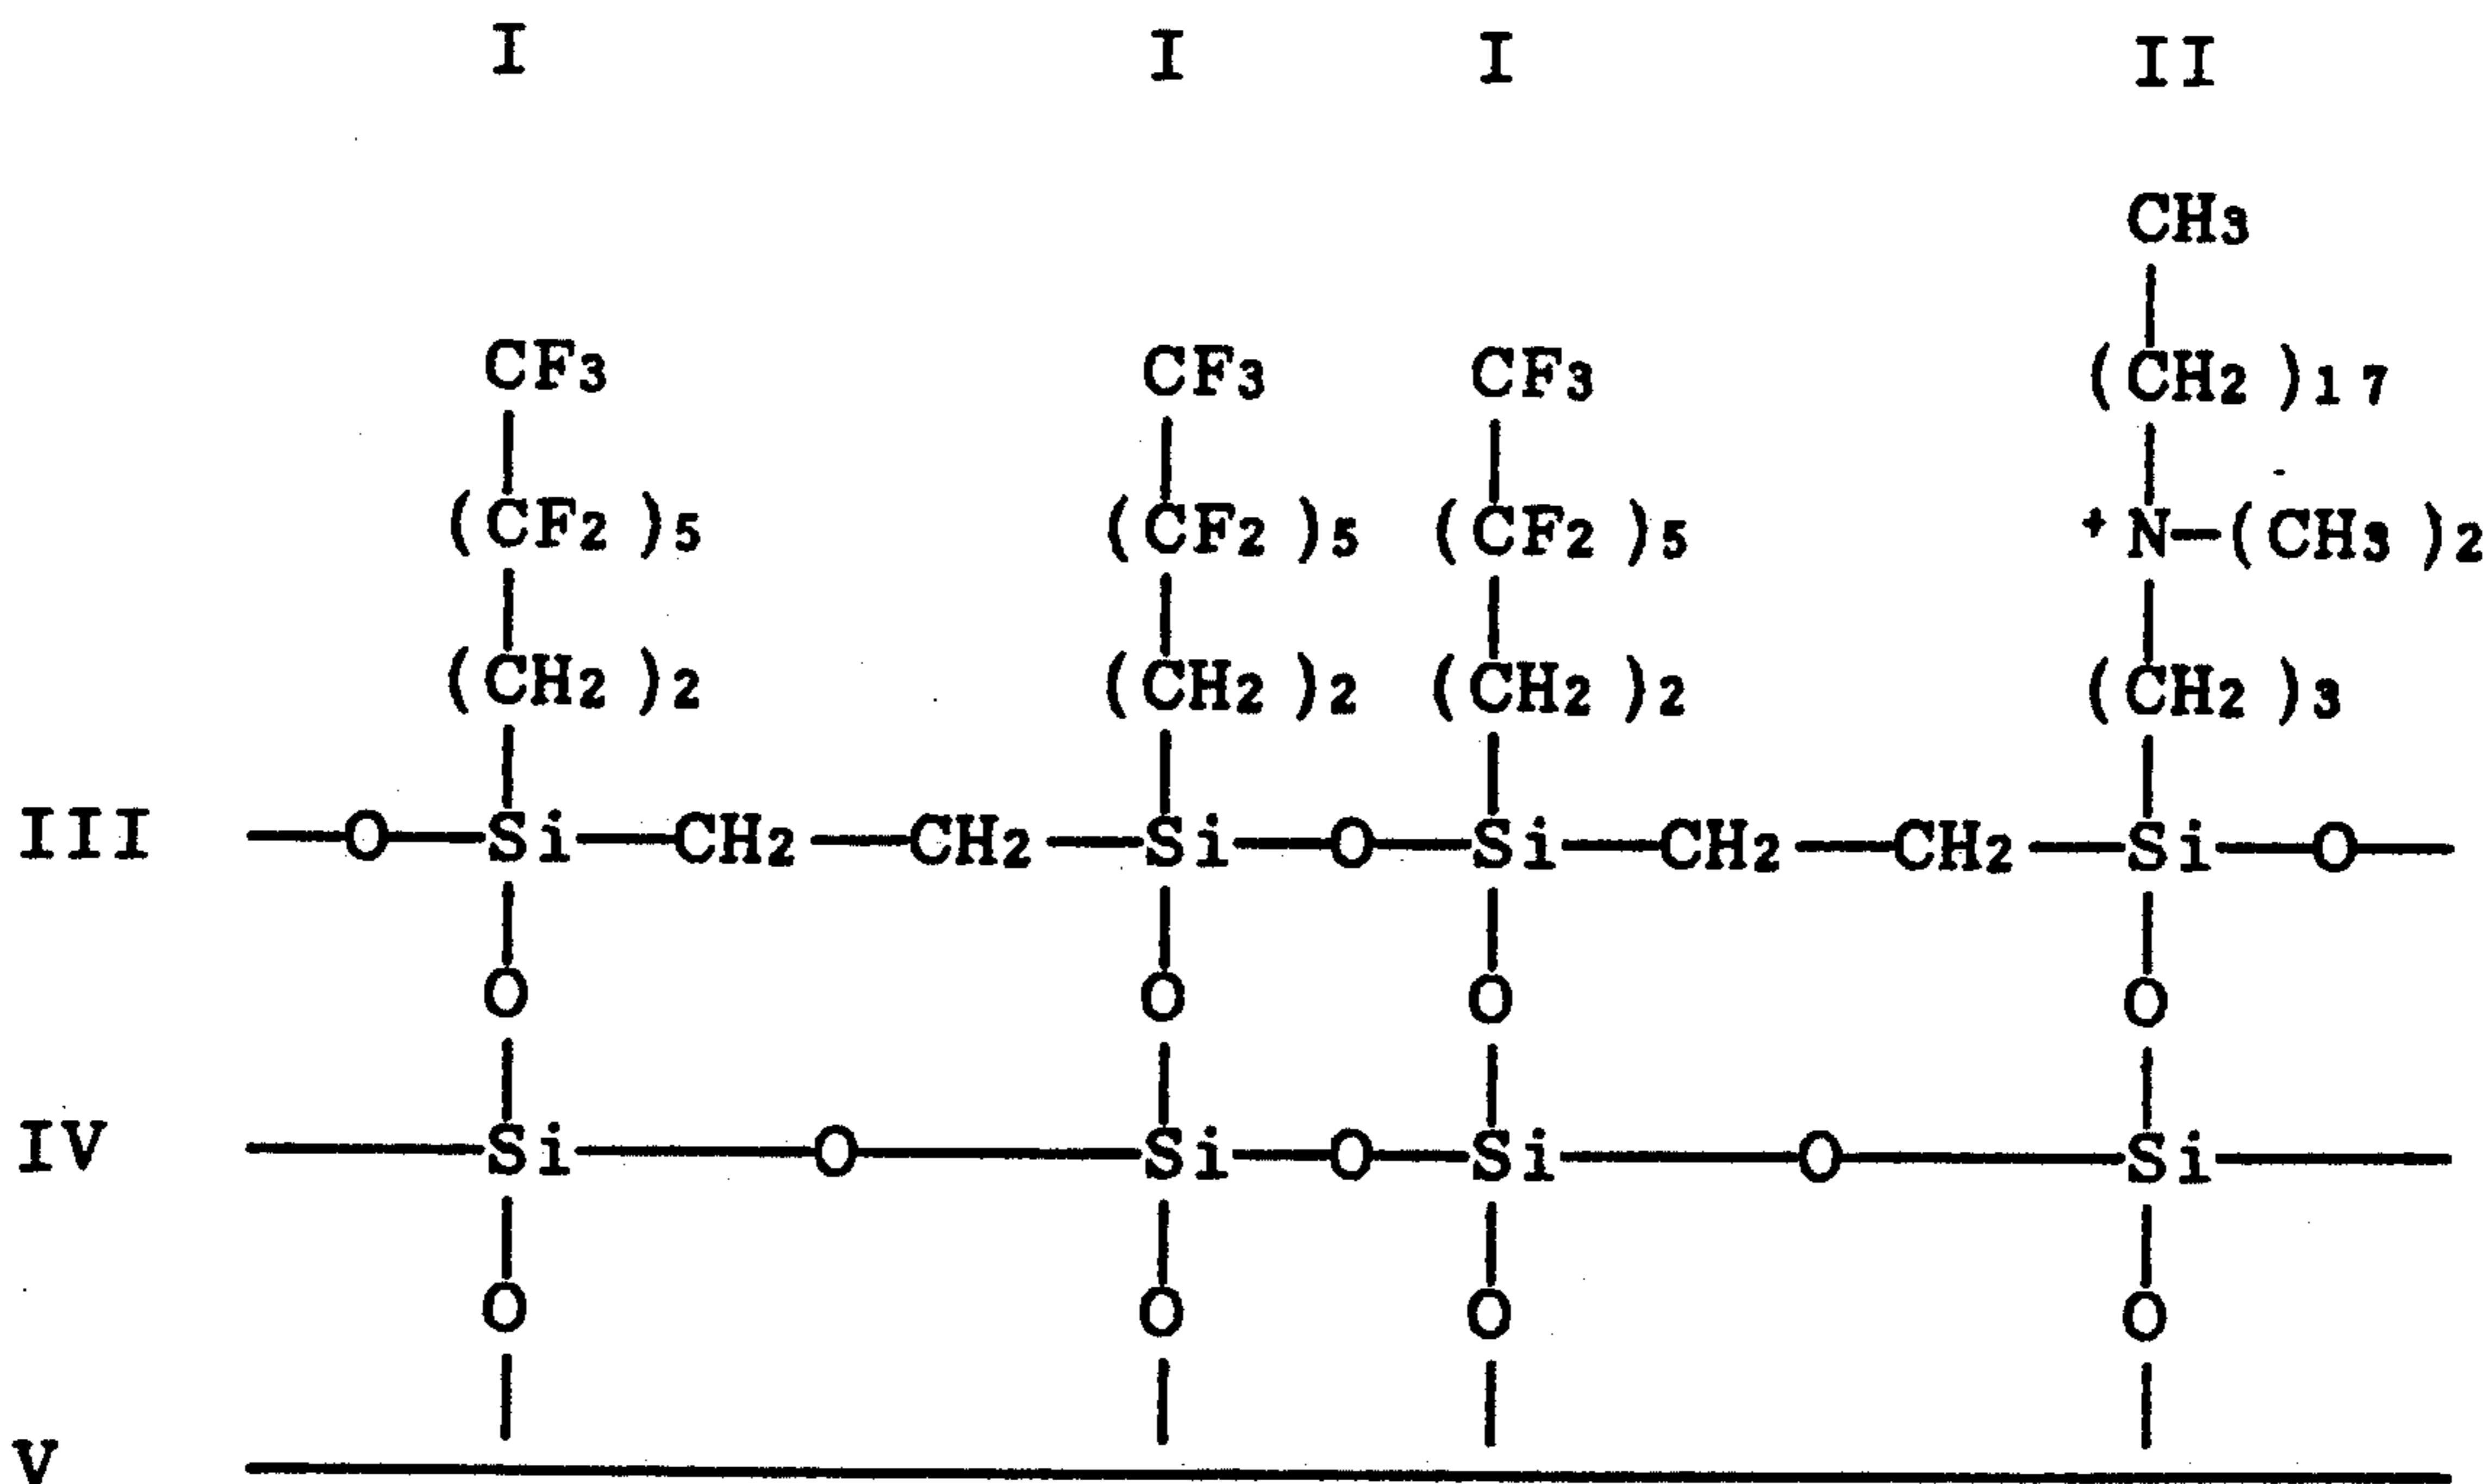 I I I II
CH3
CF3 CF3 CF3 (CH2)17
(CF2)5 (CF2)5 (CF2)5 +N-(CH3)2
(CH2)2 (CH2)2 (CH2)2 (CH2)3
III —O—Si—CH2—CH2—Si—O—Si—CH2—CH2—Si—O—
O O O O
IV —Si—O—Si—O—Si—O—Si—
O O O O
V